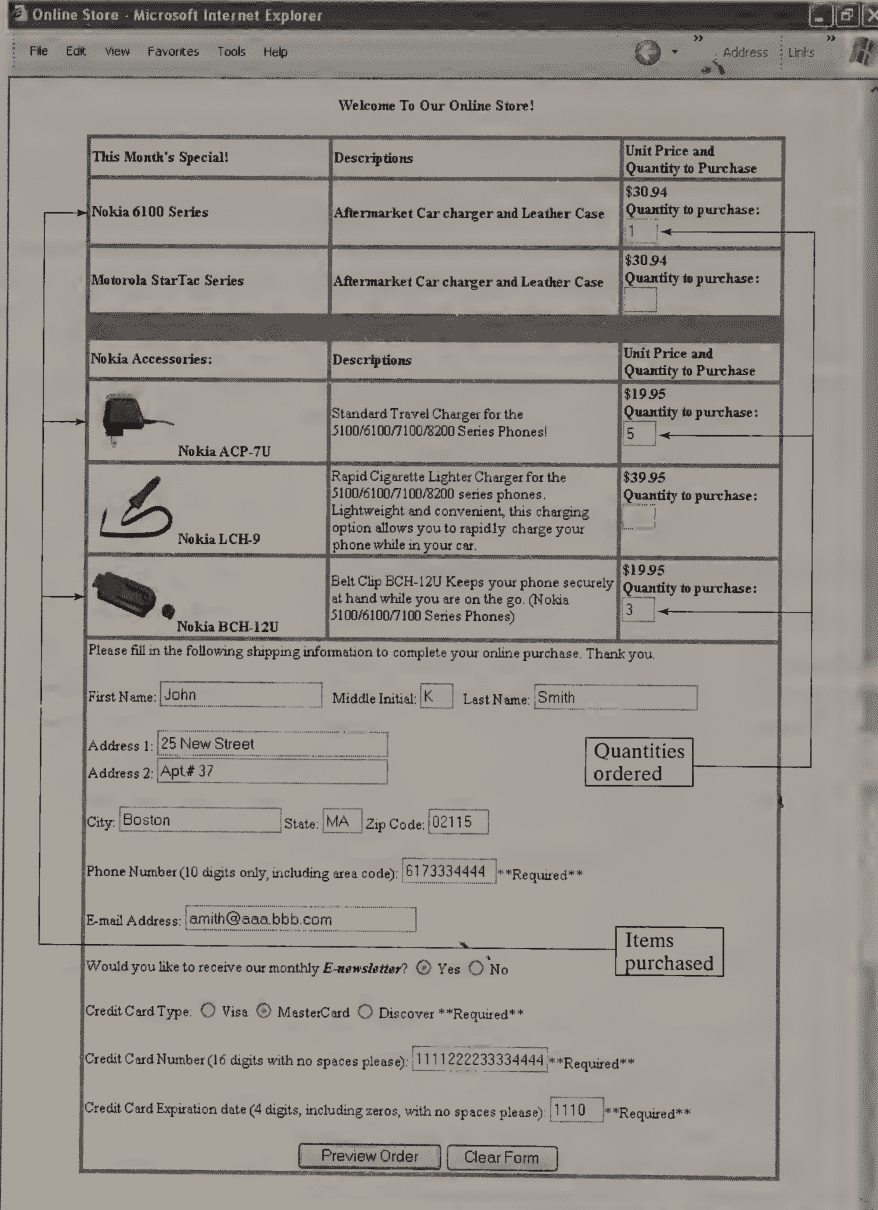 Online Store - Microsoft Internet Explorer
File Edit View Favorites Tools Help
Address Links
Welcome To Our Online Store!
This Month's Special!
Descriptions
Unit Price and
Quantity to Purchase
Nokia 6100 Series
Aftermarket Car charger and Leather Case
$30.94
Quantity to purchase:
1
Motorola StarTac Series
Aftermarket Car charger and Leather Case
$30.94
Quantity to purchase:
Nokia Accessories:
Descriptions
Unit Price and
Quantity to Purchase
Nokia ACP-7U
Standard Travel Charger for the
5100/6100/7100/8200 Series Phones!
$19.95
Quantity to purchase:
5
Nokia LCH-9
Rapid Cigarette Lighter Charger for the
5100/6100/7100/8200 series phones.
Lightweight and convenient, this charging
option allows you to rapidly charge your
phone while in your car.
$39.95
Quantity to purchase:
Nokia BCH-12U
Belt Clip BCH-12U Keeps your phone securely
at hand while you are on the go. (Nokia
5100/6100/7100 Series Phones)
$19.95
Quantity to purchase:
3
Please fill in the following shipping information to complete your online purchase. Thank you.
First Name: John Middle Initial: K Last Name: Smith
Address 1: 25 New Street
Address 2: Apt.# 37
Quantities
ordered
City: Boston State: MA Zip Code: 02115
Phone Number (10 digits only, including area code): 6173334444 **Required**
E-mail Address: amith@aaa.bbb.com
Items
purchased
Would you like to receive our monthly E-newsletter? Yes No
Credit Card Type: Visa MasterCard Discover **Required**
Credit Card Number (16 digits with no spaces please): 1111222233334444 **Required**
Credit Card Expiration date (4 digits, including zeros, with no spaces please): 1110 **Required**
Preview Order Clear Form